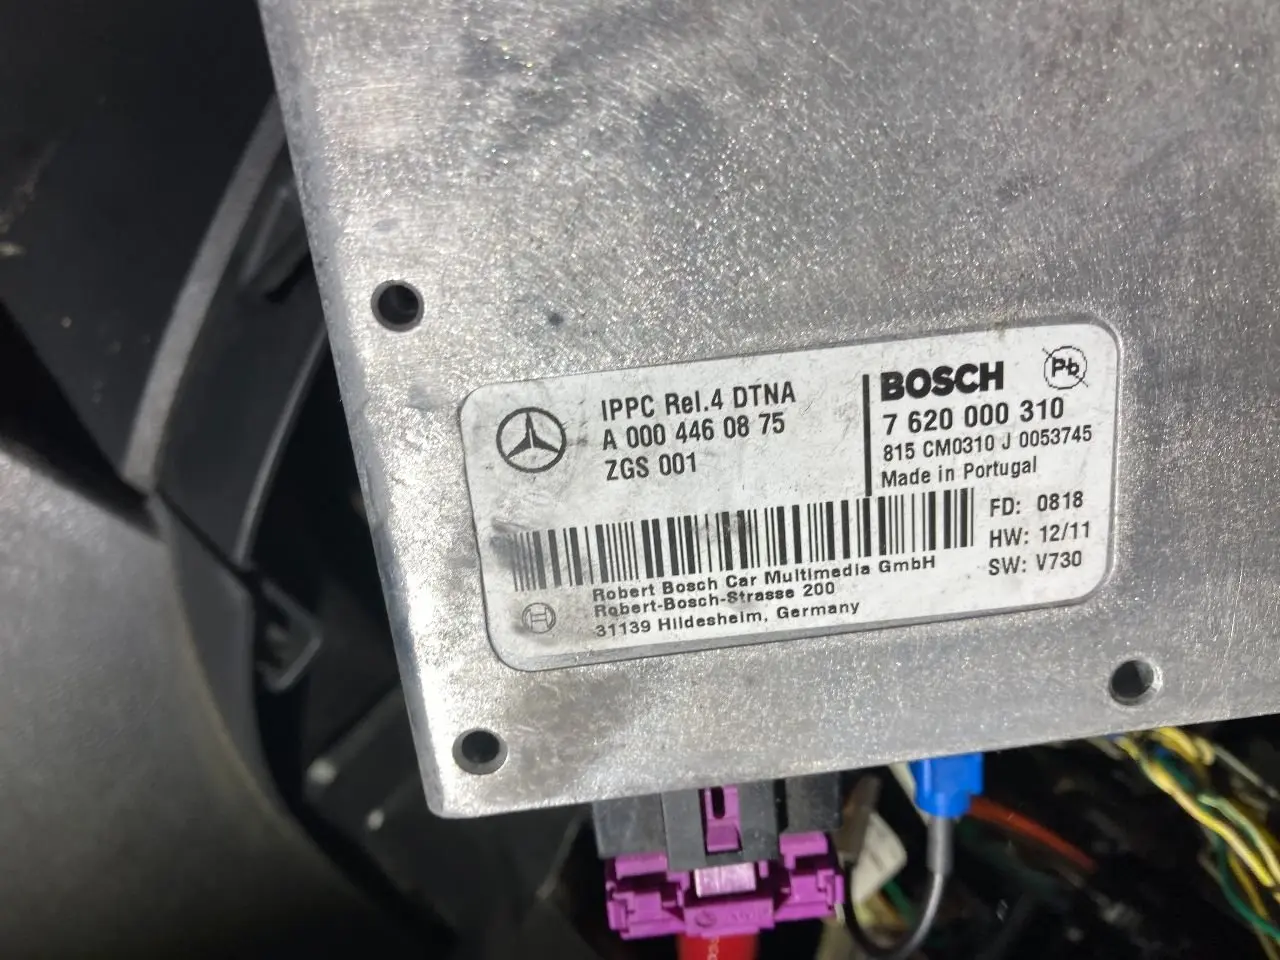 IPPC Rel.4 DTNA
A 000 446 08 75
ZGS 001
BOSCH
Pb
7 620 000 310
815 CM0310 J 0053745
Made in Portugal
FD: 0818
HW: 12/11
SW: V730
Robert Bosch Car Multimedia GmbH
Robert-Bosch-Strasse 200
31139 Hildesheim, Germany